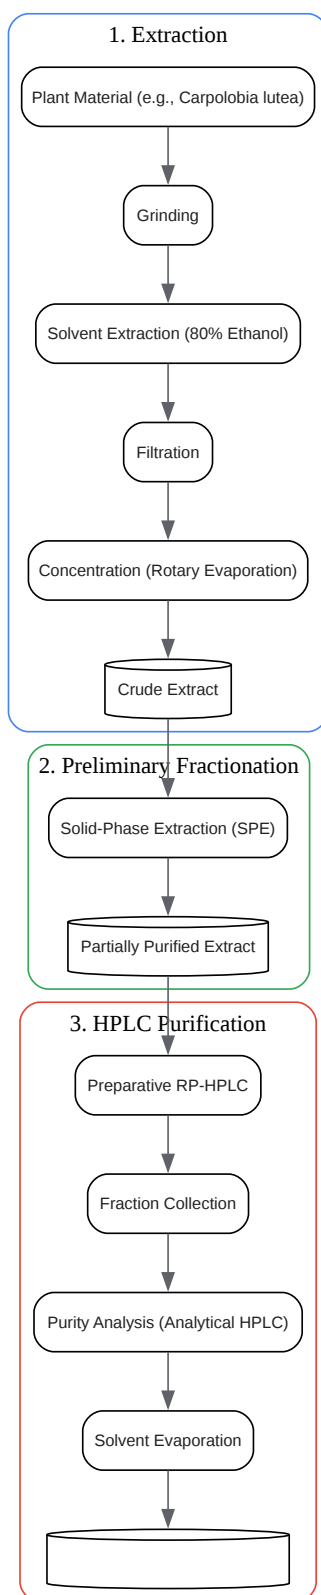 1. Extraction
Plant Material (e.g., Carpolobia lutea)
Grinding
Solvent Extraction (80% Ethanol)
Filtration
Concentration (Rotary Evaporation)
Crude Extract
2. Preliminary Fractionation
Solid-Phase Extraction (SPE)
Partially Purified Extract
3. HPLC Purification
Preparative RP-HPLC
Fraction Collection
Purity Analysis (Analytical HPLC)
Solvent Evaporation